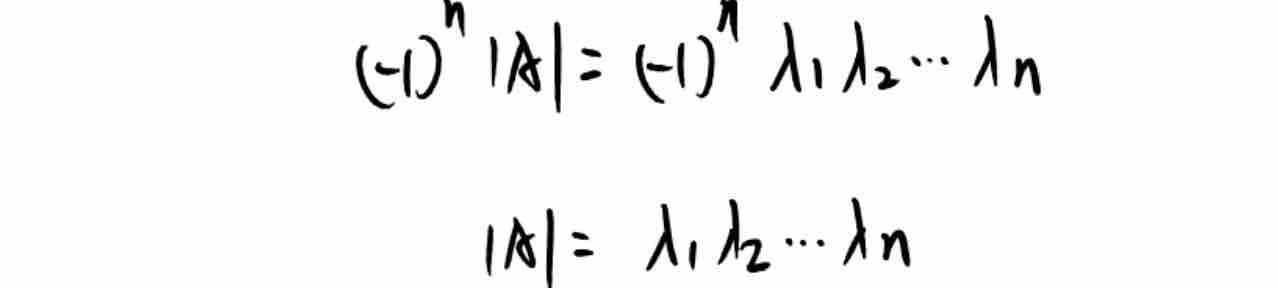 (-1)ⁿ |A| = (-1)ⁿ λ₁ λ₂ ⋯ λn
|A| = λ₁ λ₂ ⋯ λn